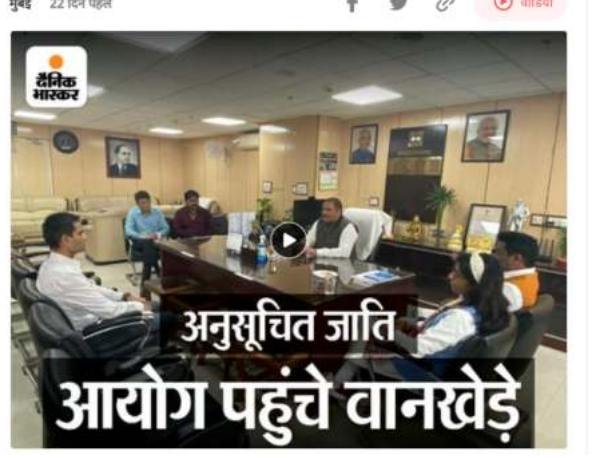 मुंबई 22 दिन पहले
वीडियो
दैनिक
भास्कर
अनुसूचित जाति
आयोग पहुंचे वानखेड़े